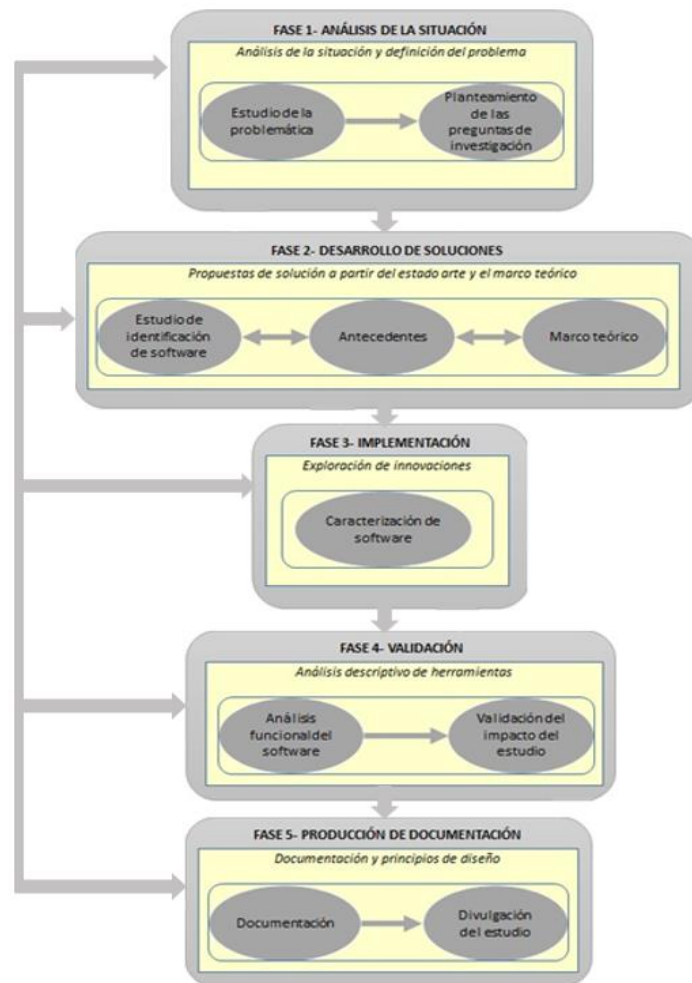 FASE 1- ANÁLISIS DE LA SITUACIÓN
Análisis de la situación y definición del problema
Estudio de la
problemática
Planteamiento
de las
preguntas de
investigación
FASE 2- DESARROLLO DE SOLUCIONES
Propuestas de solución a partir del estado arte y el marco teórico
Estudio de
identificación
de software
Antecedentes
Marco teórico
FASE 3- IMPLEMENTACIÓN
Exploración de innovaciones
Caracterización de
software
FASE 4- VALIDACIÓN
Análisis descriptivo de herramientas
Análisis
funcional del
software
Validación del
impacto del
estudio
FASE 5- PRODUCCIÓN DE DOCUMENTACIÓN
Documentación y principios de diseño
Documentación
Divulgación
del estudio